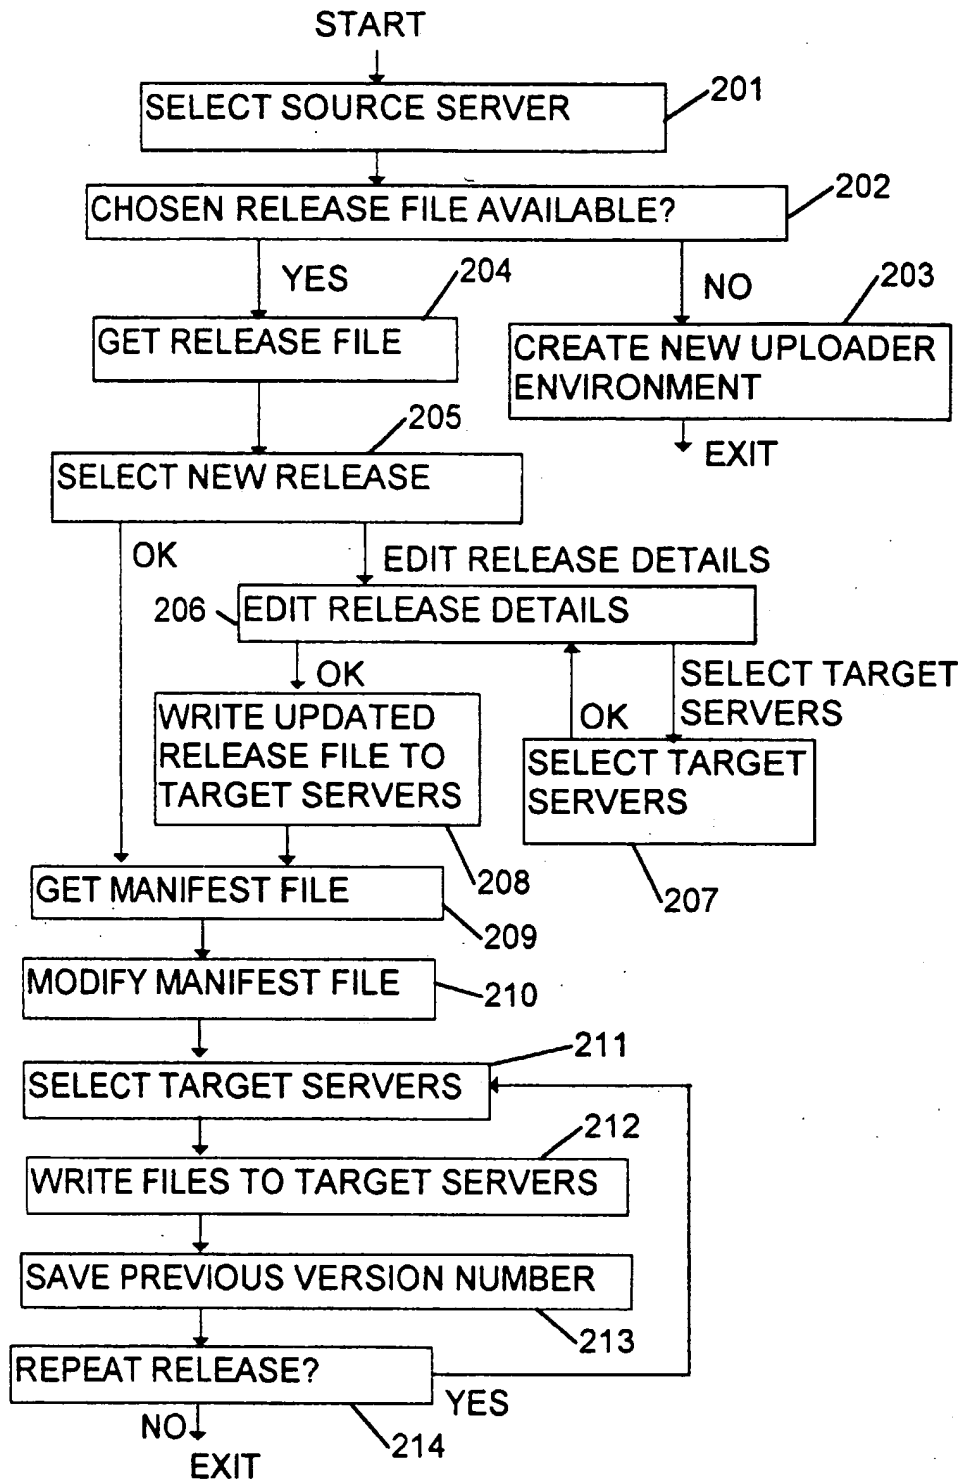 START
SELECT SOURCE SERVER
201
CHOSEN RELEASE FILE AVAILABLE?
202
YES
204
NO
203
GET RELEASE FILE
CREATE NEW UPLOADER
ENVIRONMENT
205
EXIT
SELECT NEW RELEASE
OK
EDIT RELEASE DETAILS
206
EDIT RELEASE DETAILS
OK
SELECT TARGET
SERVERS
OK
WRITE UPDATED
RELEASE FILE TO
TARGET SERVERS
SELECT TARGET
SERVERS
208
207
GET MANIFEST FILE
209
MODIFY MANIFEST FILE
210
211
SELECT TARGET SERVERS
212
WRITE FILES TO TARGET SERVERS
SAVE PREVIOUS VERSION NUMBER
213
REPEAT RELEASE?
YES
NO
214
EXIT